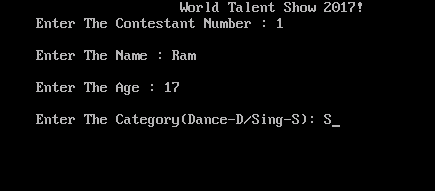 World Talent Show 2017!
Enter The Contestant Number : 1
Enter The Name : Ram
Enter The Age : 17
Enter The Category(Dance-D/Sing-S): S_